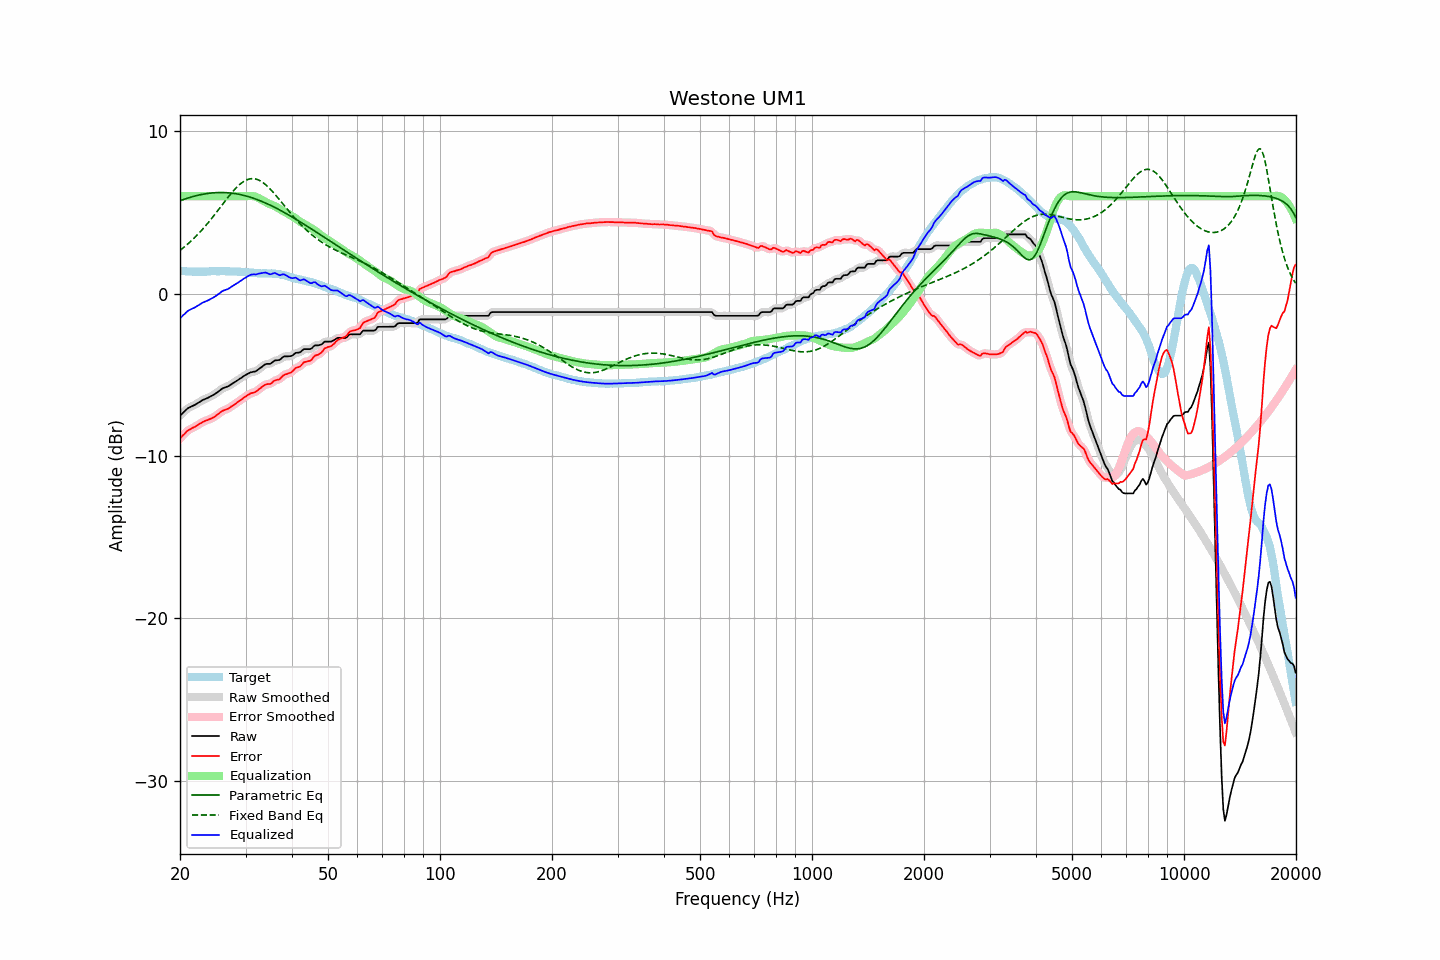 Westone UM1
Amplitude (dBr)
10
0
−10
−20
−30
Target
Raw Smoothed
Error Smoothed
Raw
Error
Equalization
Parametric Eq
Fixed Band Eq
Equalized
20 50 100 200 500 1000 2000 5000 10000 20000
Frequency (Hz)